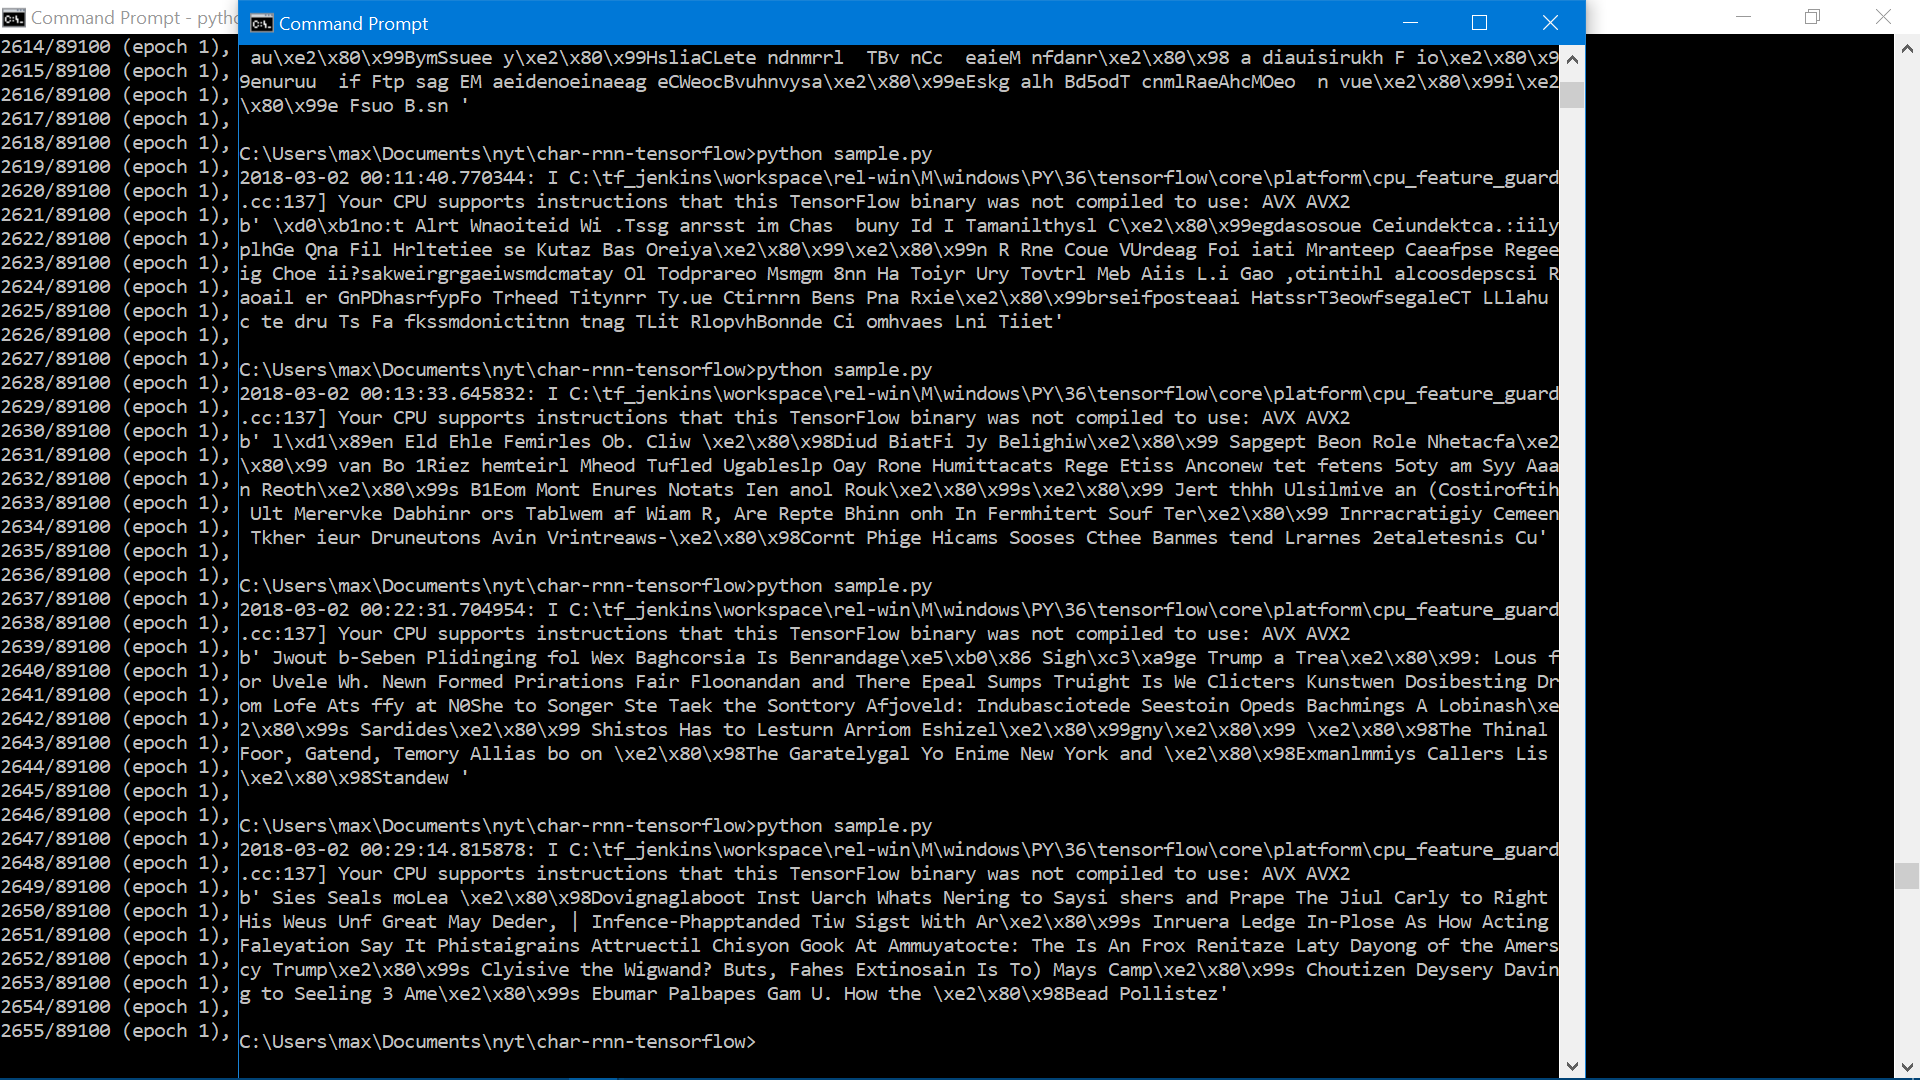 Command Prompt - pytho
2614/89100 (epoch 1),
2615/89100 (epoch 1),
2616/89100 (epoch 1),
2617/89100 (epoch 1),
2618/89100 (epoch 1),
2619/89100 (epoch 1),
2620/89100 (epoch 1),
2621/89100 (epoch 1),
2622/89100 (epoch 1),
2623/89100 (epoch 1),
2624/89100 (epoch 1),
2625/89100 (epoch 1),
2626/89100 (epoch 1),
2627/89100 (epoch 1),
2628/89100 (epoch 1),
2629/89100 (epoch 1),
2630/89100 (epoch 1),
2631/89100 (epoch 1),
2632/89100 (epoch 1),
2633/89100 (epoch 1),
2634/89100 (epoch 1),
2635/89100 (epoch 1),
2636/89100 (epoch 1),
2637/89100 (epoch 1),
2638/89100 (epoch 1),
2639/89100 (epoch 1),
2640/89100 (epoch 1),
2641/89100 (epoch 1),
2642/89100 (epoch 1),
2643/89100 (epoch 1),
2644/89100 (epoch 1),
2645/89100 (epoch 1),
2646/89100 (epoch 1),
2647/89100 (epoch 1),
2648/89100 (epoch 1),
2649/89100 (epoch 1),
2650/89100 (epoch 1),
2651/89100 (epoch 1),
2652/89100 (epoch 1),
2653/89100 (epoch 1),
2654/89100 (epoch 1),
2655/89100 (epoch 1),
Command Prompt
 au\xe2\x80\x99BymSsuee y\xe2\x80\x99HsliaCLete ndnmrrl  TBv nCc  eaieM nfdanr\xe2\x80\x98 a diauisirukh F io\xe2\x80\x9
9enuruu  if Ftp sag EM aeidenoeinaeag eCWeocBvuhnvysa\xe2\x80\x99eEskg alh Bd5odT cnmlRaeAhcMOeo  n vue\xe2\x80\x99i\xe2
\x80\x99e Fsuo B.sn '
C:\Users\max\Documents\nyt\char-rnn-tensorflow>python sample.py
2018-03-02 00:11:40.770344: I C:\tf_jenkins\workspace\rel-win\M\windows\PY\36\tensorflow\core\platform\cpu_feature_guard
.cc:137] Your CPU supports instructions that this TensorFlow binary was not compiled to use: AVX AVX2
b' \xd0\xb1no:t Alrt Wnaoiteid Wi .Tssg anrsst im Chas  buny Id I Tamanilthysl C\xe2\x80\x99egdasosoue Ceiundektca.:iily
plhGe Qna Fil Hrltetiee se Kutaz Bas Oreiya\xe2\x80\x99\xe2\x80\x99n R Rne Coue VUrdeag Foi iati Mranteep Caeafpse Regee
ig Choe ii?sakweirgrgaeiwsmdcmatay Ol Todprareo Msmgm 8nn Ha Toiyr Ury Tovtrl Meb Aiis L.i Gao ,otintihl alcoosdepscsi R
aoail er GnPDhasrfypFo Trheed Titynrr Ty.ue Ctirnrn Bens Pna Rxie\xe2\x80\x99brseifposteaai HatssrT3eowfsegaleCT LLlahu
c te dru Ts Fa fkssmdonictitnn tnag TLit RlopvhBonnde Ci omhvaes Lni Tiiet'
C:\Users\max\Documents\nyt\char-rnn-tensorflow>python sample.py
2018-03-02 00:13:33.645832: I C:\tf_jenkins\workspace\rel-win\M\windows\PY\36\tensorflow\core\platform\cpu_feature_guard
.cc:137] Your CPU supports instructions that this TensorFlow binary was not compiled to use: AVX AVX2
b' l\xd1\x89en Eld Ehle Femirles Ob. Cliw \xe2\x80\x98Diud BiatFi Jy Belighiw\xe2\x80\x99 Sapgept Beon Role Nhetacfa\xe2
\x80\x99 van Bo 1Riez hemteirl Mheod Tufled Ugableslp Oay Rone Humittacats Rege Etiss Anconew tet fetens 5oty am Syy Aaa
n Reoth\xe2\x80\x99s B1Eom Mont Enures Notats Ien anol Rouk\xe2\x80\x99s\xe2\x80\x99 Jert thhh Ulsilmive an (Costiroftih
 Ult Merervke Dabhinr ors Tablwem af Wiam R, Are Repte Bhinn onh In Fermhitert Souf Ter\xe2\x80\x99 Inrracratigiy Cemeen
 Tkher ieur Druneutons Avin Vrintreaws-\xe2\x80\x98Cornt Phige Hicams Sooses Cthee Banmes tend Lrarnes 2etaletesnis Cu'
C:\Users\max\Documents\nyt\char-rnn-tensorflow>python sample.py
2018-03-02 00:22:31.704954: I C:\tf_jenkins\workspace\rel-win\M\windows\PY\36\tensorflow\core\platform\cpu_feature_guard
.cc:137] Your CPU supports instructions that this TensorFlow binary was not compiled to use: AVX AVX2
b' Jwout b-Seben Plidinging fol Wex Baghcorsia Is Benrandage\xe5\xb0\x86 Sigh\xc3\xa9ge Trump a Trea\xe2\x80\x99: Lous f
or Uvele Wh. Newn Formed Prirations Fair Floonandan and There Epeal Sumps Truight Is We Clicters Kunstwen Dosibesting Dr
om Lofe Ats ffy at N0She to Songer Ste Taek the Sonttory Afjoveld: Indubasciotede Seestoin Opeds Bachmings A Lobinash\xe
2\x80\x99s Sardides\xe2\x80\x99 Shistos Has to Lesturn Arriom Eshizel\xe2\x80\x99gny\xe2\x80\x99 \xe2\x80\x98The Thinal
Foor, Gatend, Temory Allias bo on \xe2\x80\x98The Garatelygal Yo Enime New York and \xe2\x80\x98Exmanlmmiys Callers Lis
\xe2\x80\x98Standew '
C:\Users\max\Documents\nyt\char-rnn-tensorflow>python sample.py
2018-03-02 00:29:14.815878: I C:\tf_jenkins\workspace\rel-win\M\windows\PY\36\tensorflow\core\platform\cpu_feature_guard
.cc:137] Your CPU supports instructions that this TensorFlow binary was not compiled to use: AVX AVX2
b' Sies Seals moLea \xe2\x80\x98Dovignaglaboot Inst Uarch Whats Nering to Saysi shers and Prape The Jiul Carly to Right
His Weus Unf Great May Deder, | Infence-Phapptanded Tiw Sigst With Ar\xe2\x80\x99s Inruera Ledge In-Plose As How Acting
Faleyation Say It Phistaigrains Attruectil Chisyon Gook At Ammuyatocte: The Is An Frox Renitaze Laty Dayong of the Amers
cy Trump\xe2\x80\x99s Clyisive the Wigwand? Buts, Fahes Extinosain Is To) Mays Camp\xe2\x80\x99s Choutizen Deysery Davin
g to Seeling 3 Ame\xe2\x80\x99s Ebumar Palbapes Gam U. How the \xe2\x80\x98Bead Pollistez'
C:\Users\max\Documents\nyt\char-rnn-tensorflow>